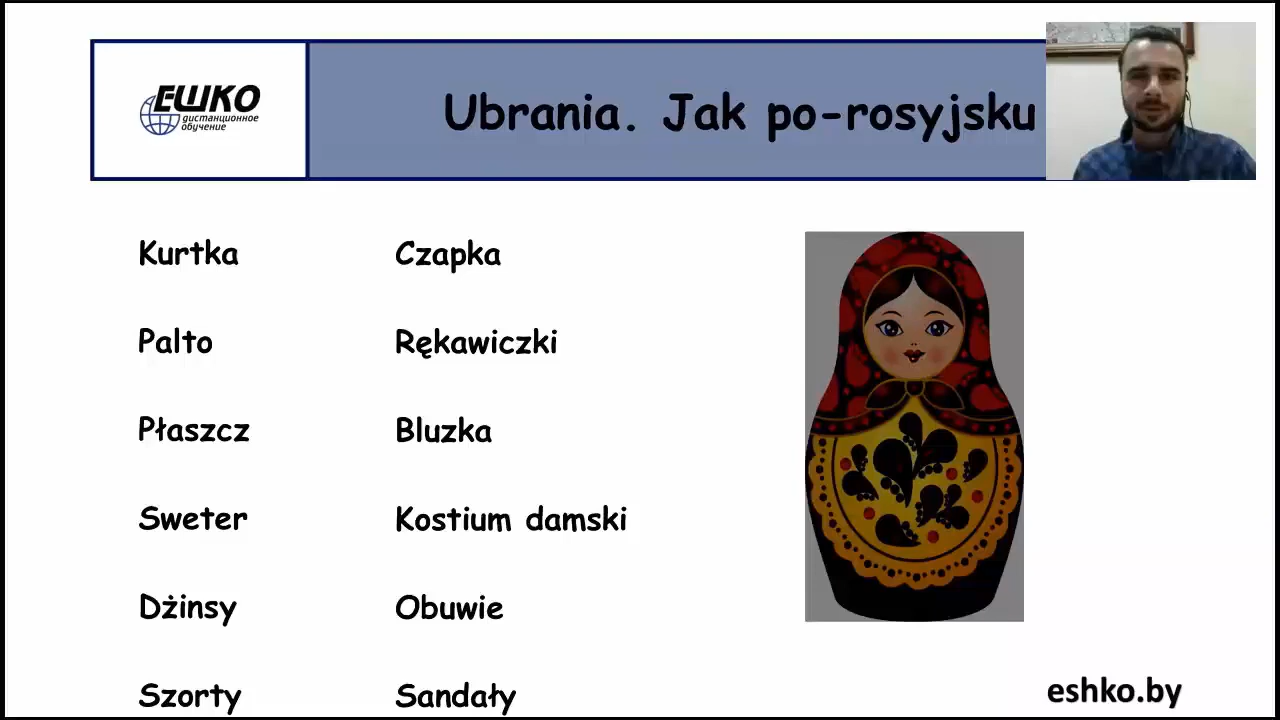 ЕШКО
дистанционное
обучение
Ubrania. Jak po-rosyjsku
Kurtka
Czapka
Palto
Rękawiczki
Płaszcz
Bluzka
Sweter
Kostium damski
Dżinsy
Obuwie
Szorty
Sandały
eshko.by